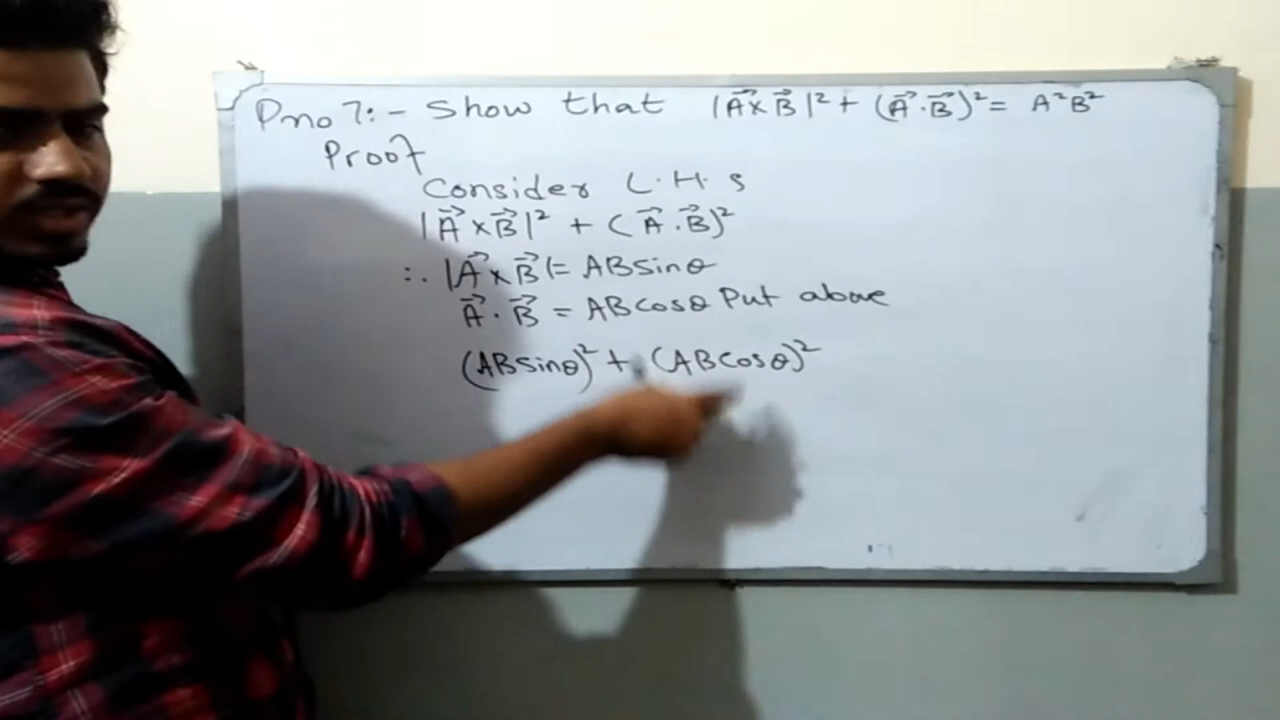 Pno 7:- Show that |A⃗×B⃗|² + (A⃗.B⃗)² = A²B²
Proof
Consider L.H.S
|A⃗×B⃗|² + (A⃗.B⃗)²
∴ |A⃗×B⃗|= ABsinθ
A⃗.B⃗ = ABcosθ Put above
(ABsinθ)² + (ABcosθ)²